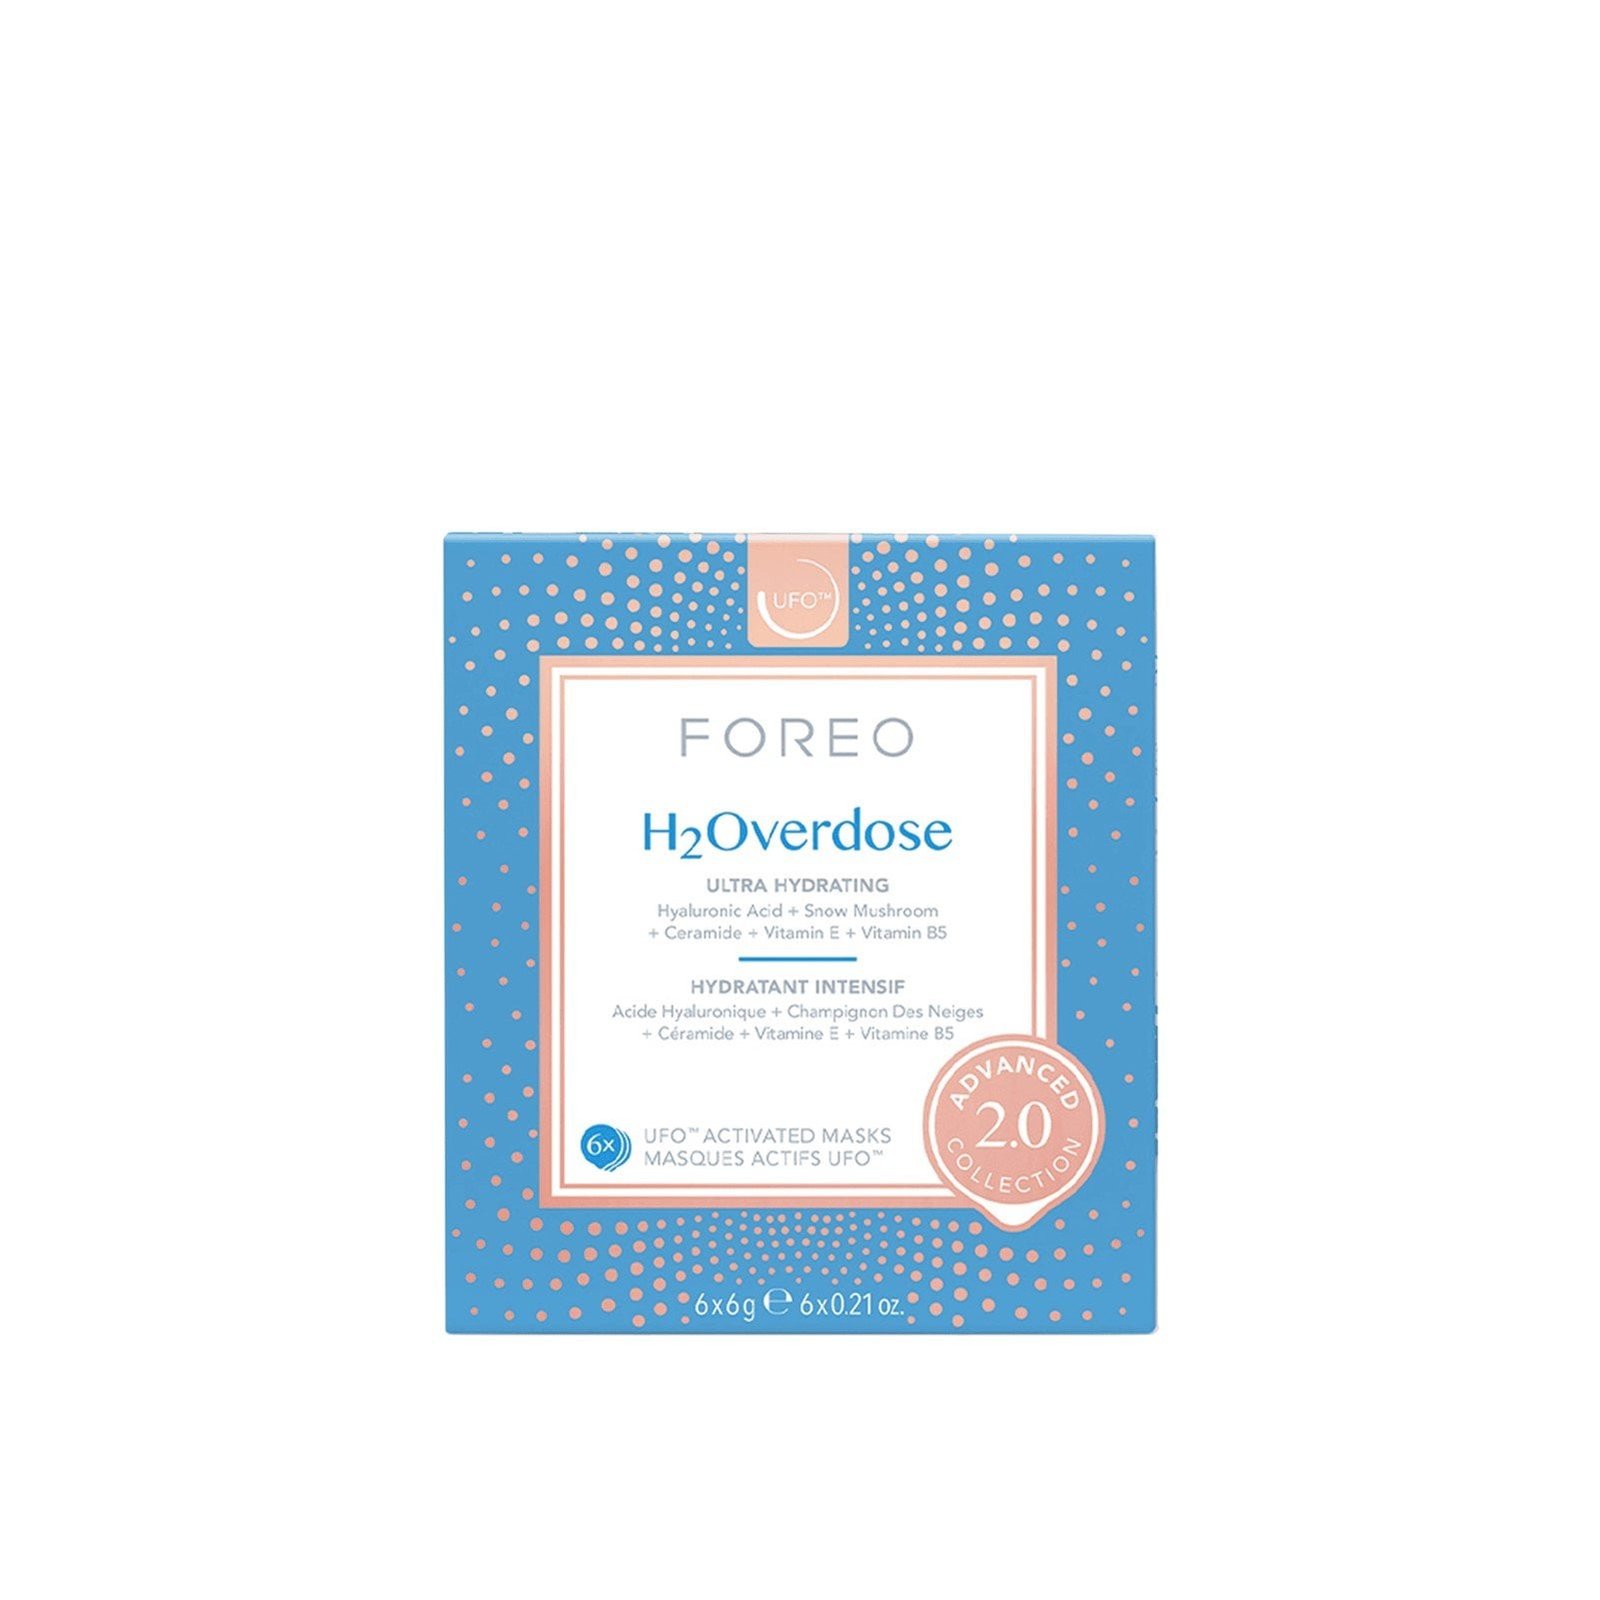 UFO™
FOREO
H2Overdose
ULTRA HYDRATING
Hyaluronic Acid + Snow Mushroom
+ Ceramide + Vitamin E + Vitamin B5
HYDRATANT INTENSIF
Acide Hyaluronique + Champignon Des Neiges
+ Céramide + Vitamine E + Vitamine B5
ADVANCED
2.0
COLLECTION
6x
UFO™ ACTIVATED MASKS
MASQUES ACTIFS UFO™
6x6g ℮ 6x0.21 oz.